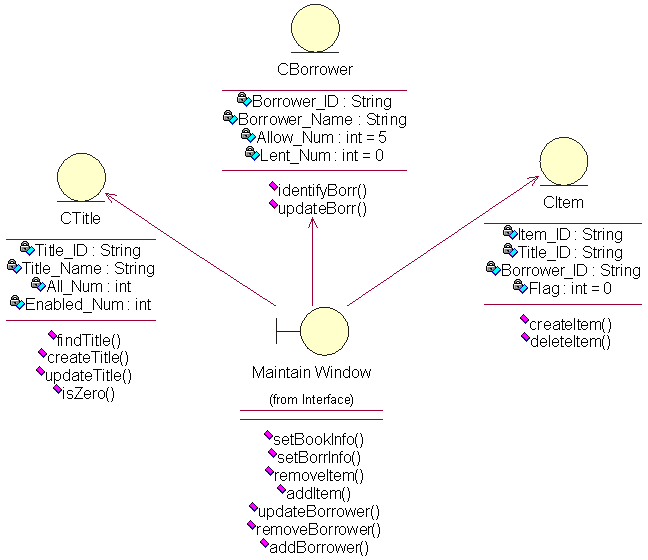 CBorrower
Borrower_ID : String
Borrower_Name : String
Allow_Num : int = 5
Lent_Num : int = 0
identifyBorr()
updateBorr()
CTitle
Title_ID : String
Title_Name : String
All_Num : int
Enabled_Num : int
findTitle()
createTitle()
updateTitle()
isZero()
CItem
Item_ID : String
Title_ID : String
Borrower_ID : String
Flag : int = 0
createItem()
deleteItem()
Maintain Window
(from Interface)
setBookInfo()
setBorrInfo()
removeItem()
addItem()
updateBorrower()
removeBorrower()
addBorrower()